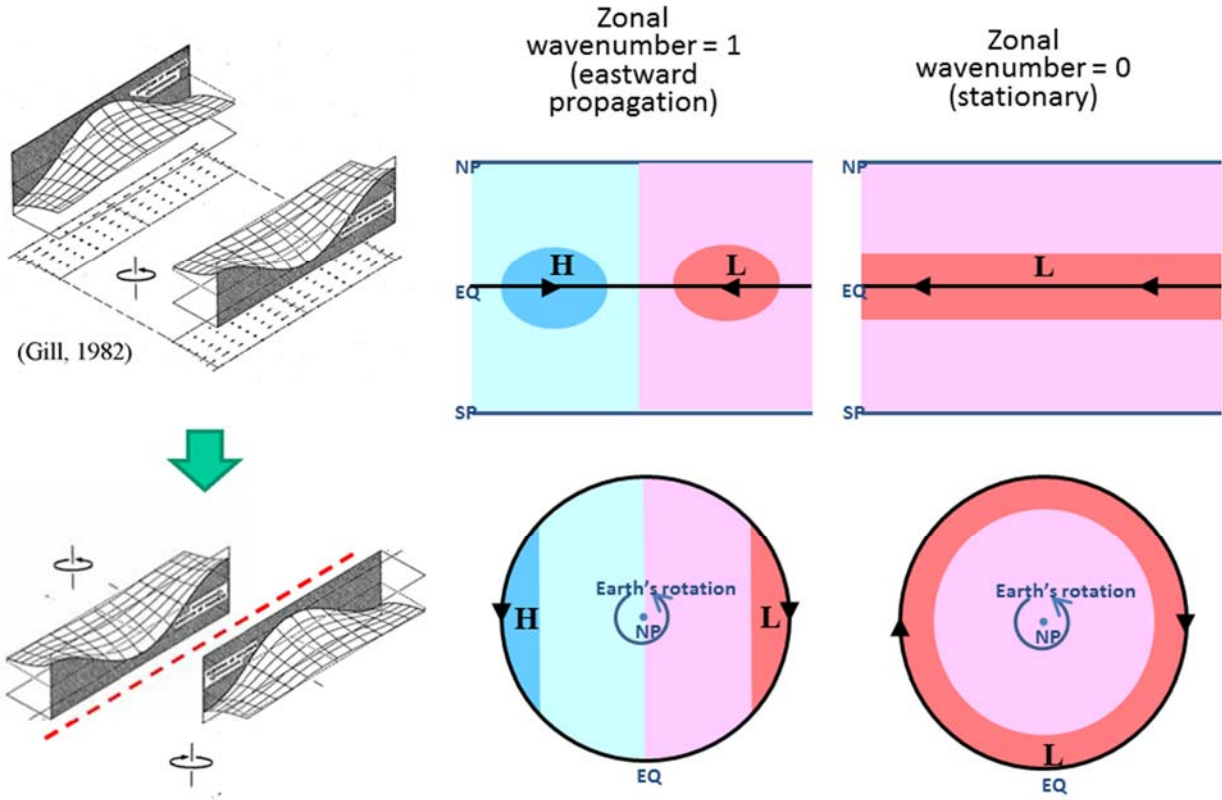 Zonal
wavenumber = 1
(eastward
propagation)
Zonal
wavenumber = 0
(stationary)
(Gill, 1982)
NP
H
L
EQ
SP
NP
L
EQ
SP
Earth's rotation
H
NP
L
EQ
Earth's rotation
NP
L
EQ